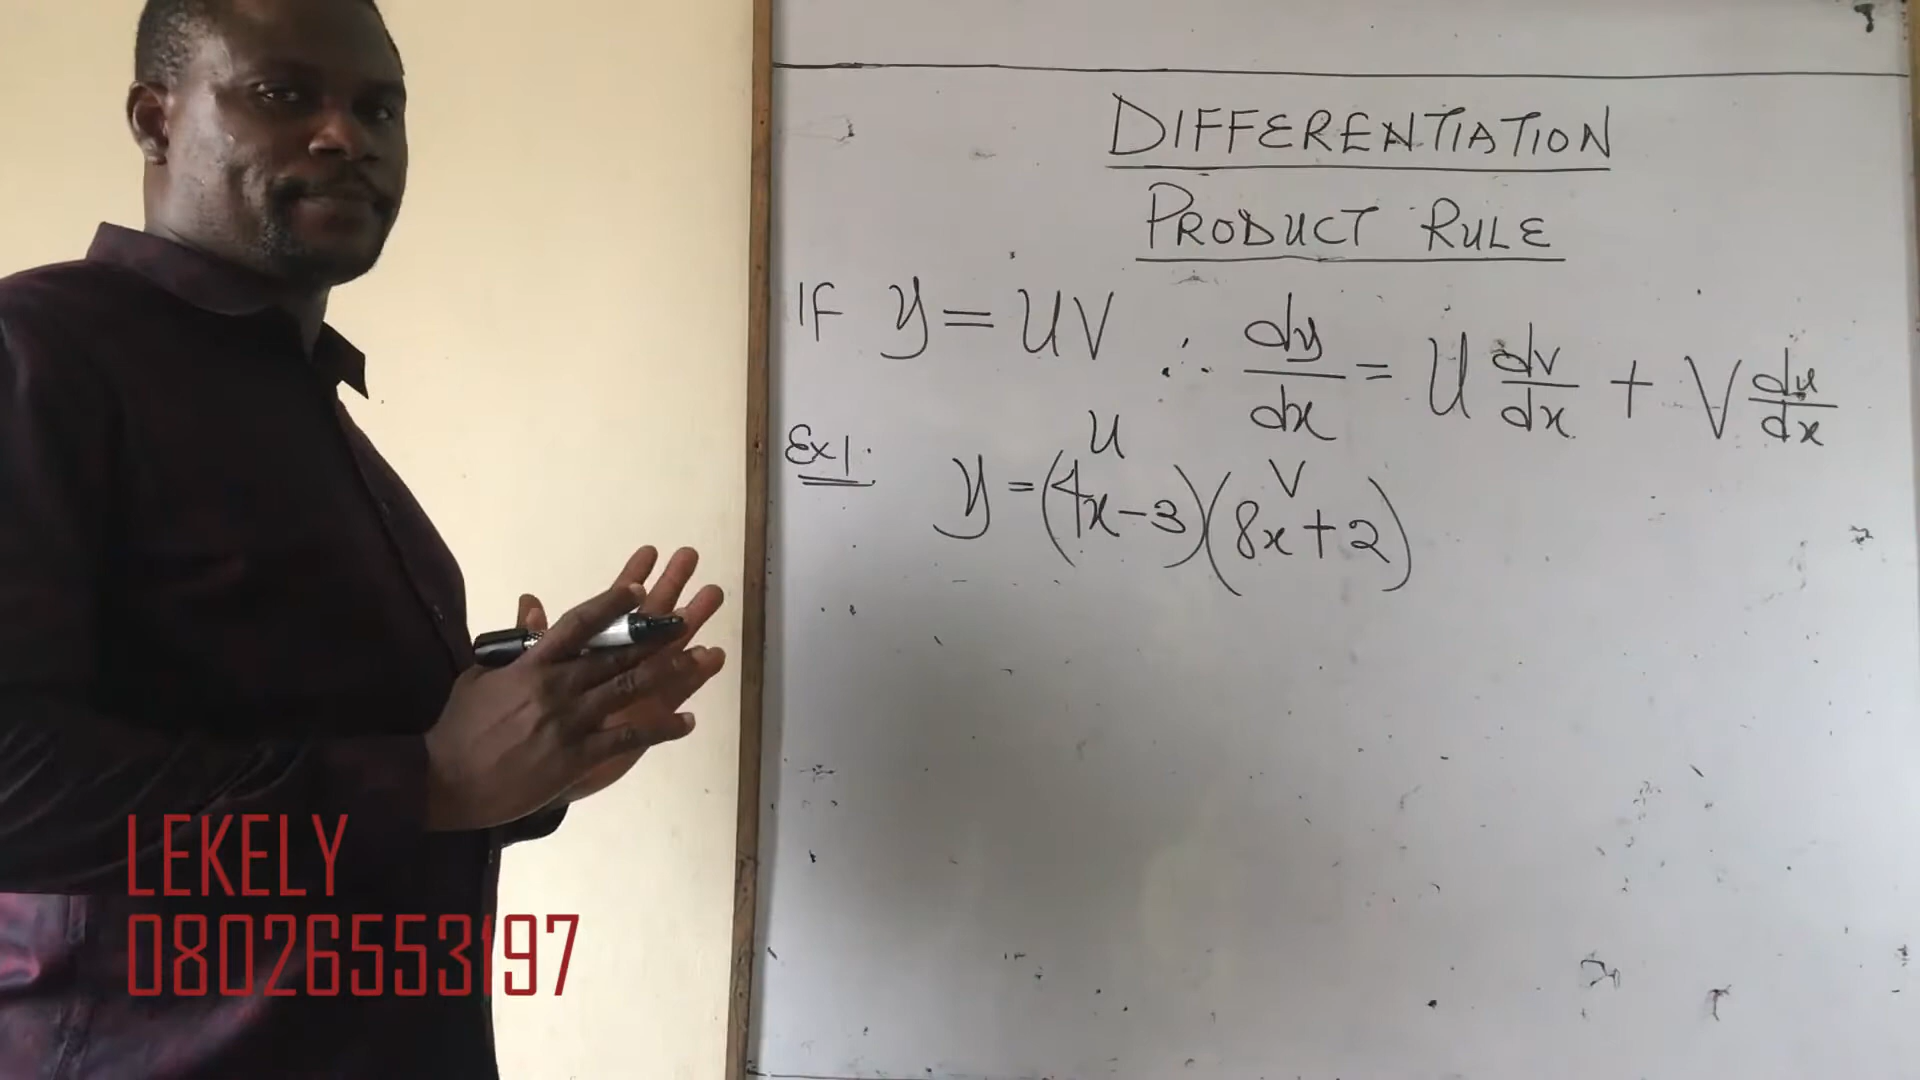 DIFFERENTIATION
PRODUCT RULE
IF y = UV ∴ dy/dx = U dv/dx + V du/dx
U V
Ex1. y = (4x-3)(8x+2)
LEKELY
08026553197